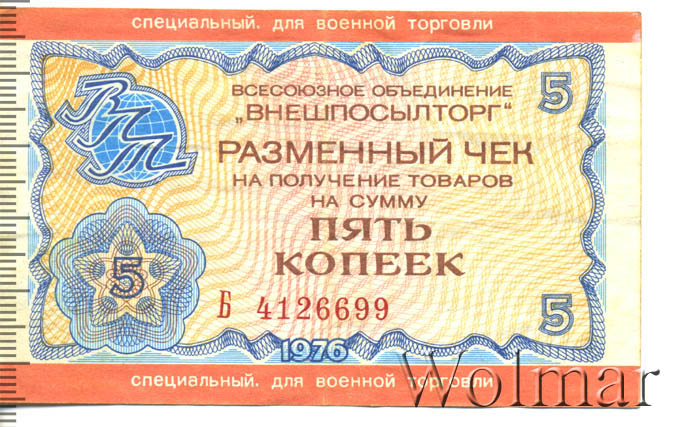 специальный. для военной торговли
ВСЕСОЮЗНОЕ ОБЪЕДИНЕНИЕ
„ВНЕШПОСЫЛТОРГ“
ВПТ
5
РАЗМЕННЫЙ ЧЕК
НА ПОЛУЧЕНИЕ ТОВАРОВ
НА СУММУ
ПЯТЬ
КОПЕЕК
5
Б 4126699
5
1976
специальный. для военной торговли
Wolmar